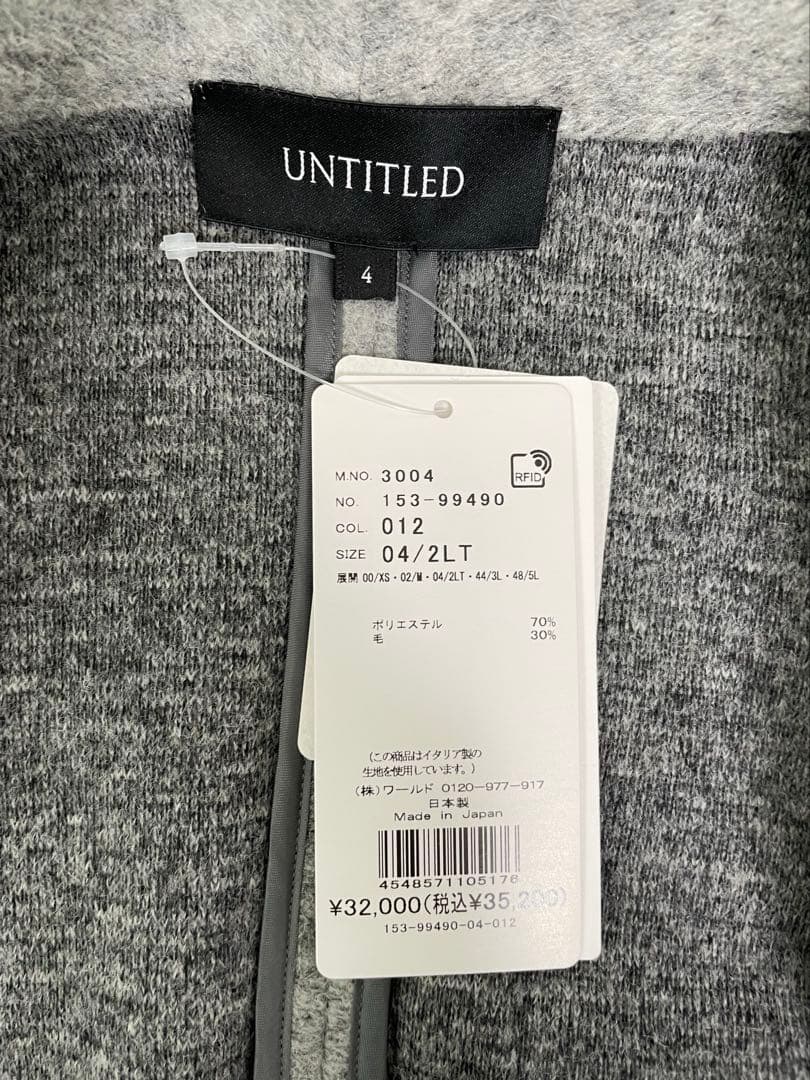 UNTITLED
4
M.NO. 3004
RFID
NO. 153-99490
COL. 012
SIZE 04/2LT
展開 00/XS・02/M・04/2LT・44/3L・48/5L
ポリエステル 70%
毛 30%
(この商品はイタリア製の
生地を使用しています。)
(株)ワールド 0120-977-917
日本製
Made in Japan
4548571105176
¥32,000(税込¥35,200)
153-99490-04-012